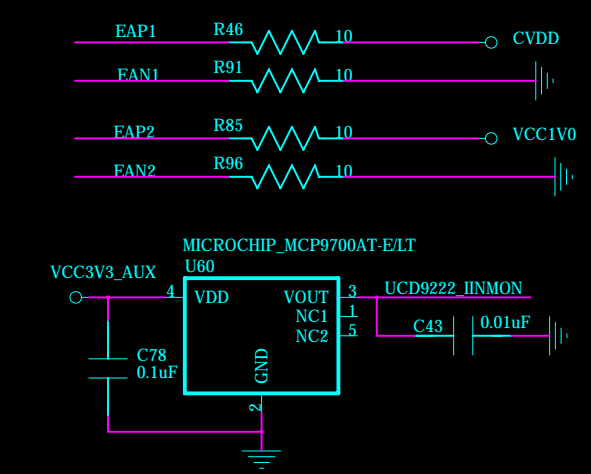 EAP1 R46 10 CVDD
EAN1 R91 10
EAP2 R85 10 VCC1V0
EAN2 R96 10
MICROCHIP_MCP9700AT-E/LT
U60
VCC3V3_AUX
4 VDD VOUT 3 UCD9222_IINMON
NC1 1
NC2 5
C43 0.01uF
C78
0.1uF
GND
2